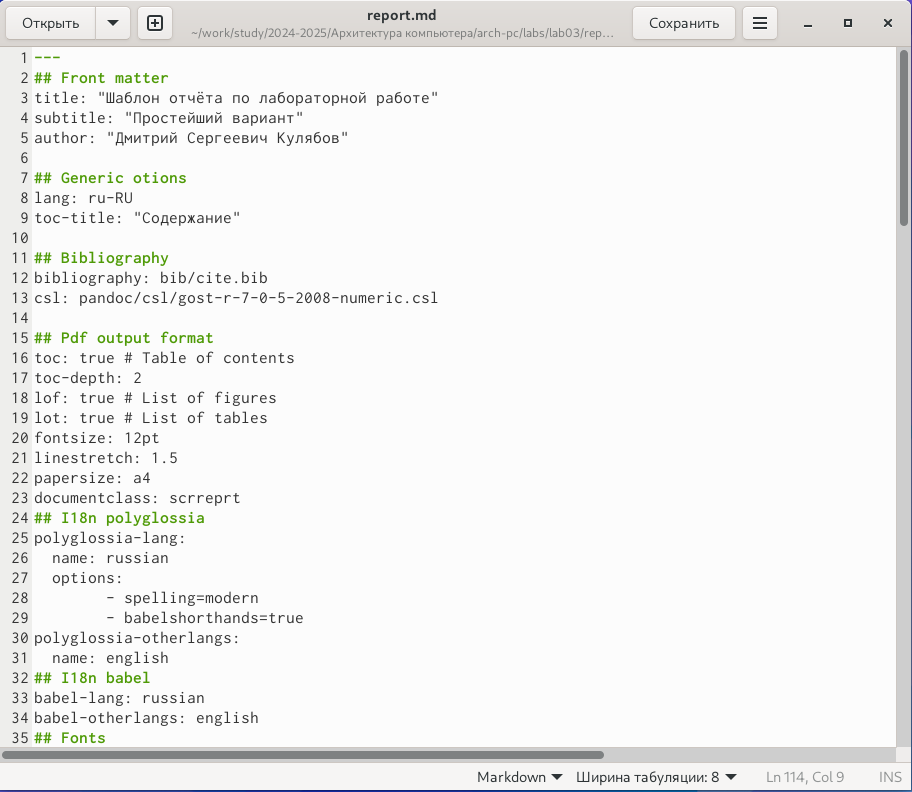 Открыть
report.md
~/work/study/2024-2025/Архитектура компьютера/arch-pc/labs/lab03/rep...
Сохранить
1 ---
2 ## Front matter
3 title: "Шаблон отчёта по лабораторной работе"
4 subtitle: "Простейший вариант"
5 author: "Дмитрий Сергеевич Кулябов"
6
7 ## Generic otions
8 lang: ru-RU
9 toc-title: "Содержание"
10
11 ## Bibliography
12 bibliography: bib/cite.bib
13 csl: pandoc/csl/gost-r-7-0-5-2008-numeric.csl
14
15 ## Pdf output format
16 toc: true # Table of contents
17 toc-depth: 2
18 lof: true # List of figures
19 lot: true # List of tables
20 fontsize: 12pt
21 linestretch: 1.5
22 papersize: a4
23 documentclass: scrreprt
24 ## I18n polyglossia
25 polyglossia-lang:
26   name: russian
27   options:
28         - spelling=modern
29         - babelshorthands=true
30 polyglossia-otherlangs:
31   name: english
32 ## I18n babel
33 babel-lang: russian
34 babel-otherlangs: english
35 ## Fonts
Markdown Ширина табуляции: 8 Ln 114, Col 9 INS